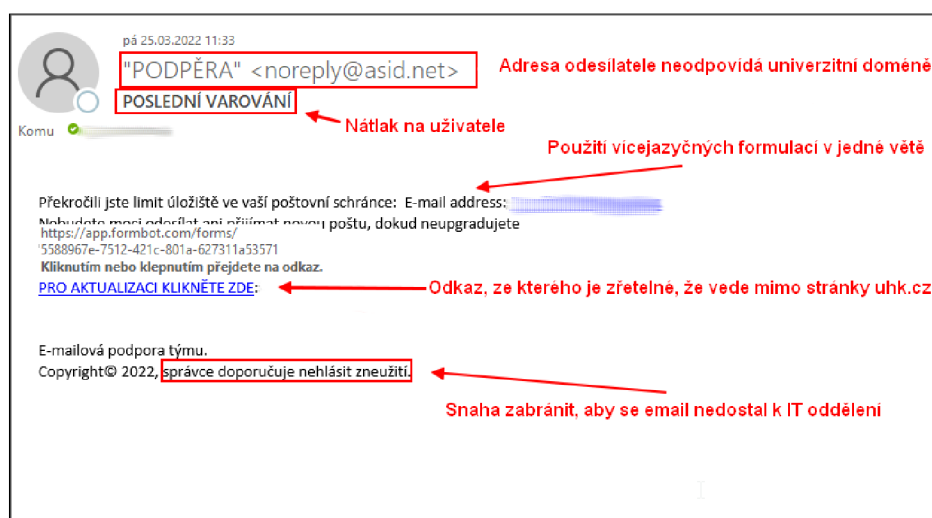 pá 25.03.2022 11:33
"PODPĚRA" <noreply@asid.net>
Adresa odesílatele neodpovídá univerzitní doméně
POSLEDNÍ VAROVÁNÍ
Nátlak na uživatele
Komu
Použití vícejazyčných formulací v jedné větě
Překročili jste limit úložiště ve vaší poštovní schránce: E-mail address:
Nebudete moci odesílat ani přijímat novou poštu, dokud neupgradujete
https://app.formbot.com/forms/
'5588967e-7512-421c-801a-627311a53571
Kliknutím nebo klepnutím přejdete na odkaz.
PRO AKTUALIZACI KLIKNĚTE ZDE:
Odkaz, ze kterého je zřetelné, že vede mimo stránky uhk.cz
E-mailová podpora týmu.
Copyright© 2022, správce doporučuje nehlásit zneužití.
Snaha zabránit, aby se email nedostal k IT oddělení